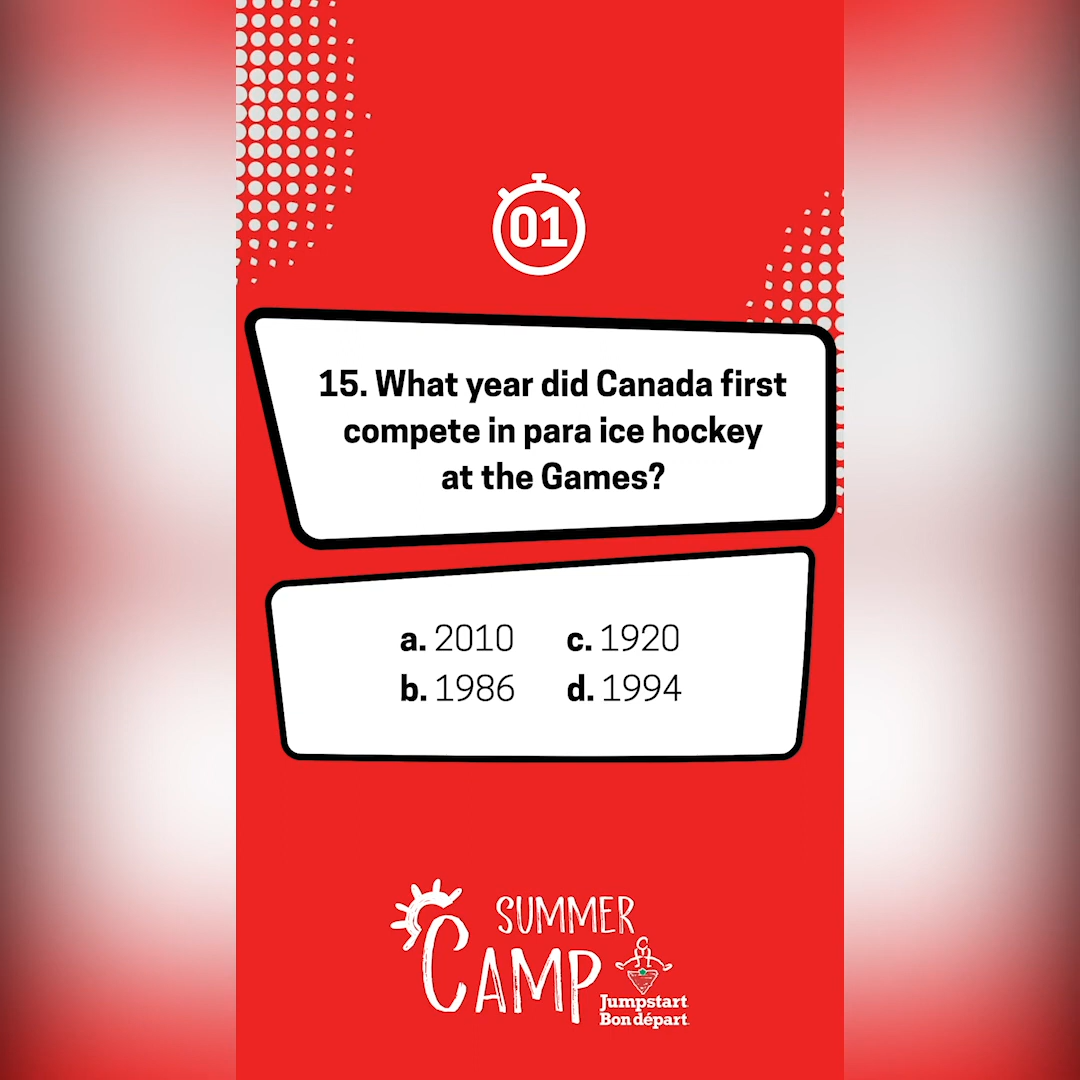 01
15. What year did Canada first
compete in para ice hockey
at the Games?
a. 2010
b. 1986
c. 1920
d. 1994
SUMMER
CAMP
Jumpstart
Bon départ